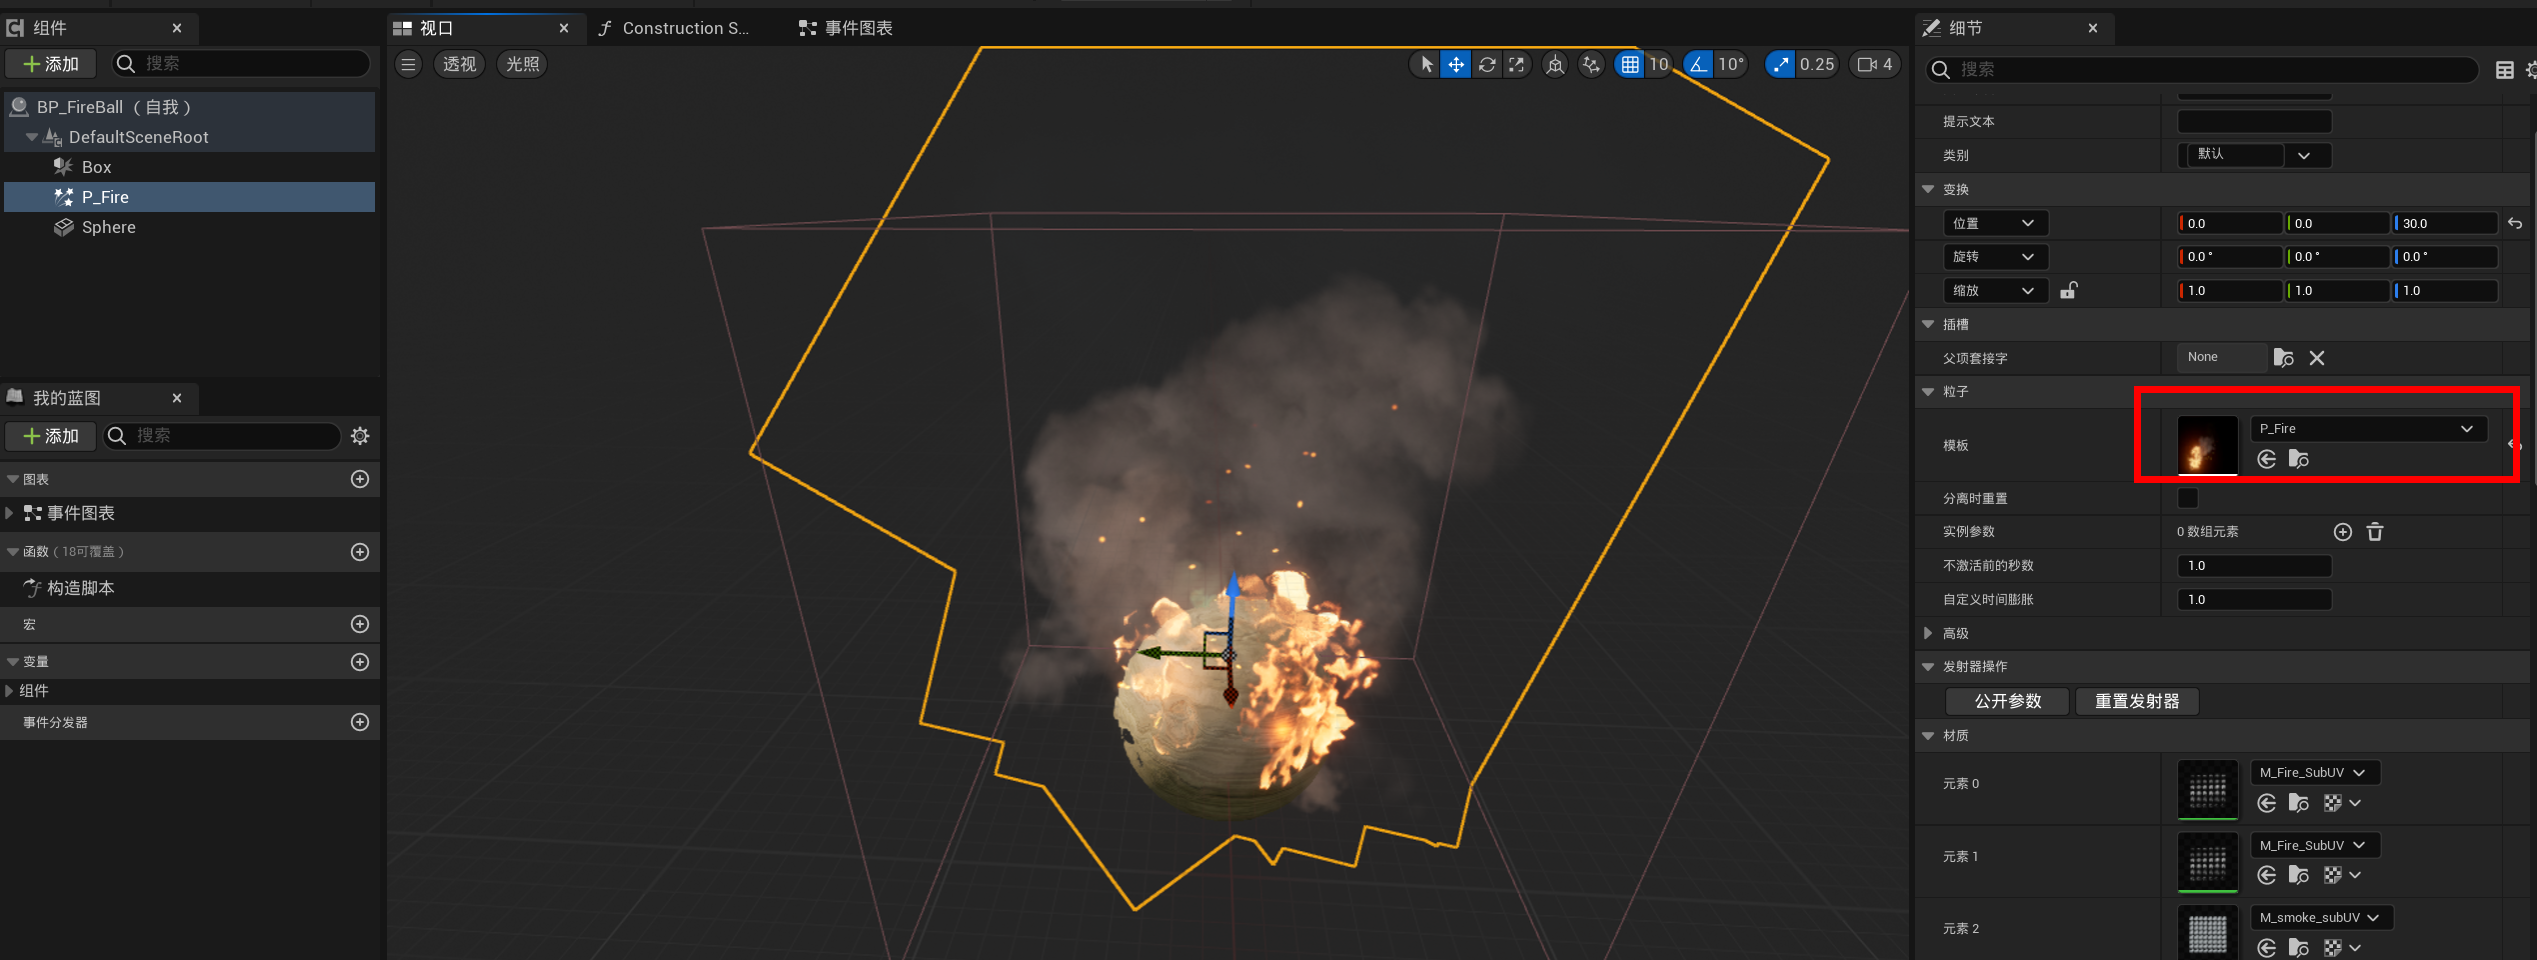 组件
添加
搜索
BP_FireBall （自我）
DefaultSceneRoot
Box
P_Fire
Sphere
我的蓝图
添加
搜索
图表
事件图表
函数（18可覆盖）
构造脚本
宏
变量
组件
事件分发器
视口
Construction S...
事件图表
透视
光照
10
10°
0.25
4
细节
搜索
提示文本
类别
默认
变换
位置
0.0
0.0
30.0
旋转
0.0 °
0.0 °
0.0 °
缩放
1.0
1.0
1.0
插槽
父项套接字
None
粒子
模板
P_Fire
分离时重置
实例参数
0 数组元素
不激活前的秒数
1.0
自定义时间膨胀
1.0
高级
发射器操作
公开参数
重置发射器
材质
元素 0
M_Fire_SubUV
元素 1
M_Fire_SubUV
元素 2
M_smoke_subUV